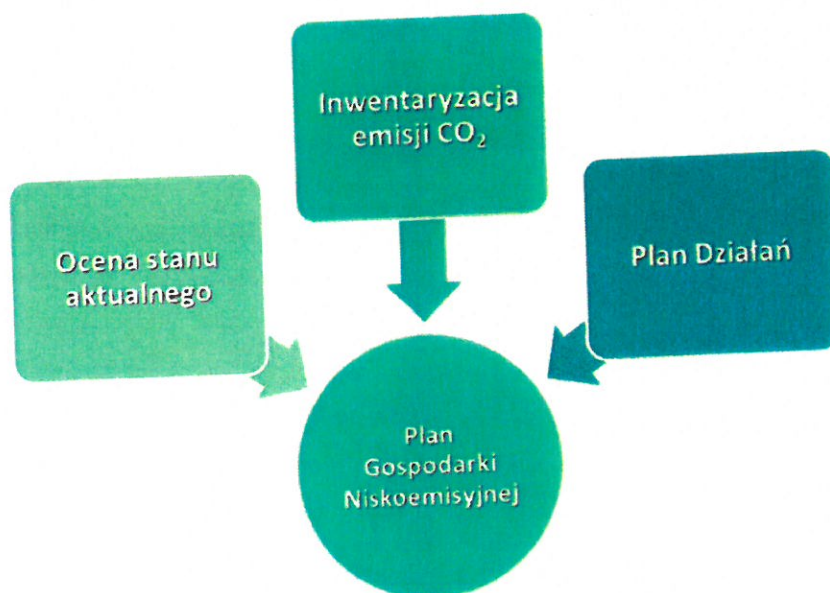 Inwentaryzacja
emisji CO₂
Ocena stanu
aktualnego
Plan Działań
Plan
Gospodarki
Niskoemisyjnej